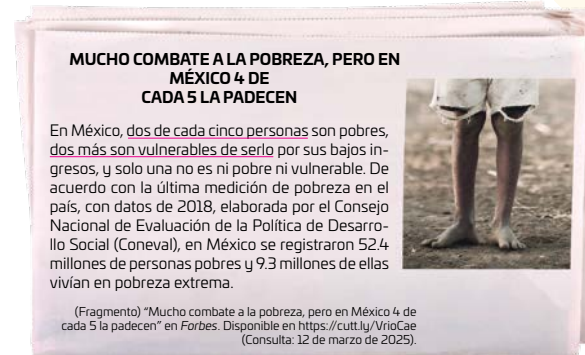 MUCHO COMBATE A LA POBREZA, PERO EN
MÉXICO 4 DE
CADA 5 LA PADECEN
En México, dos de cada cinco personas son pobres,
dos más son vulnerables de serlo por sus bajos in-
gresos, y solo una no es ni pobre ni vulnerable. De
acuerdo con la última medición de pobreza en el
país, con datos de 2018, elaborada por el Consejo
Nacional de Evaluación de la Política de Desarro-
llo Social (Coneval), en México se registraron 52.4
millones de personas pobres y 9.3 millones de ellas
vivían en pobreza extrema.
(Fragmento) “Mucho combate a la pobreza, pero en México 4 de
cada 5 la padecen” en Forbes. Disponible en https://cutt.ly/VrioCae
(Consulta: 12 de marzo de 2025).